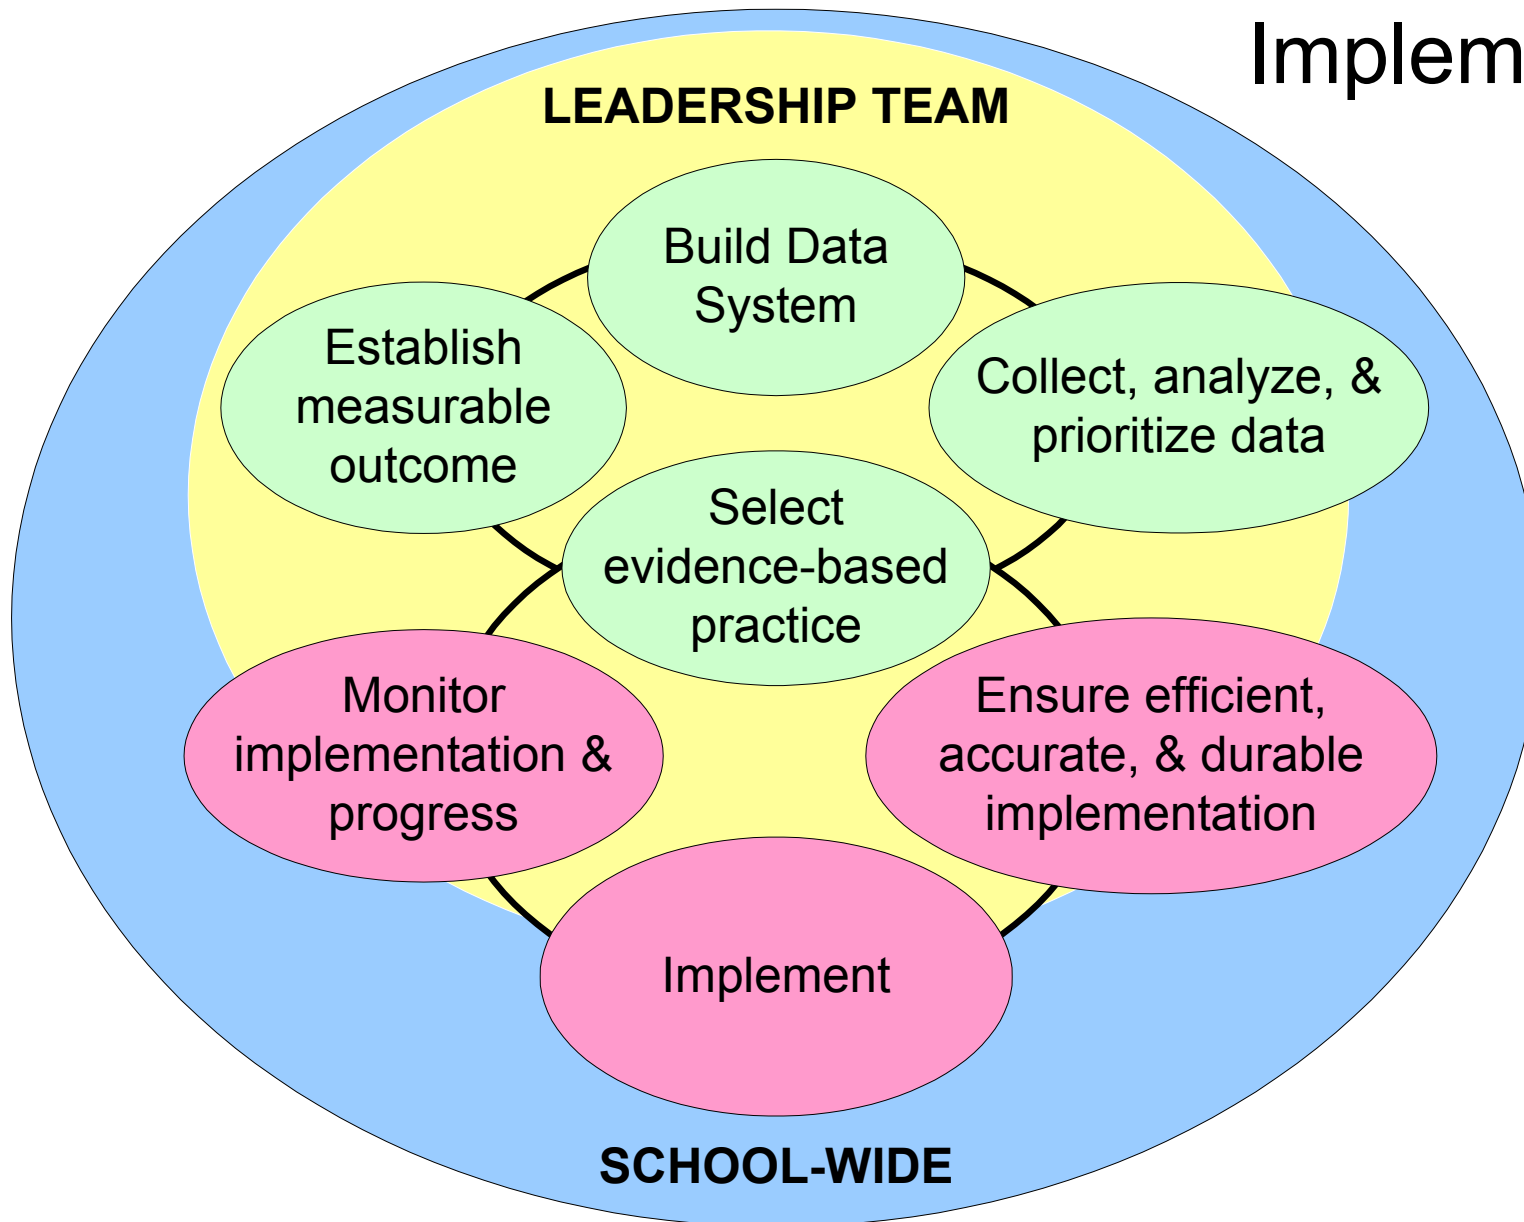 Implem
LEADERSHIP TEAM
Build Data
System
Establish
measurable
outcome
Collect, analyze, &
prioritize data
Select
evidence-based
practice
Monitor
implementation &
progress
Ensure efficient,
accurate, & durable
implementation
Implement
SCHOOL-WIDE